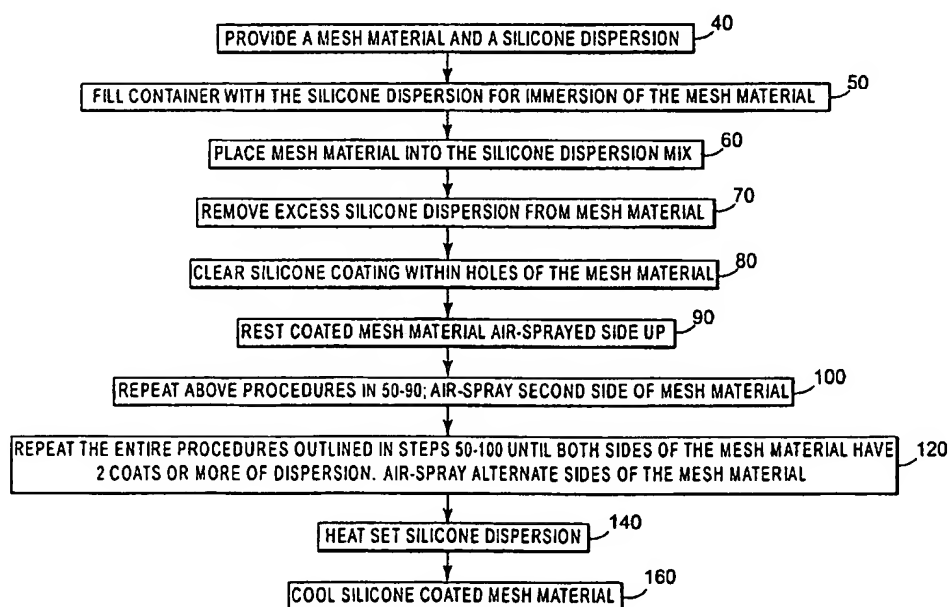 PROVIDE A MESH MATERIAL AND A SILICONE DISPERSION
40
FILL CONTAINER WITH THE SILICONE DISPERSION FOR IMMERSION OF THE MESH MATERIAL
50
PLACE MESH MATERIAL INTO THE SILICONE DISPERSION MIX
60
REMOVE EXCESS SILICONE DISPERSION FROM MESH MATERIAL
70
CLEAR SILICONE COATING WITHIN HOLES OF THE MESH MATERIAL
80
REST COATED MESH MATERIAL AIR-SPRAYED SIDE UP
90
REPEAT ABOVE PROCEDURES IN 50-90; AIR-SPRAY SECOND SIDE OF MESH MATERIAL
100
REPEAT THE ENTIRE PROCEDURES OUTLINED IN STEPS 50-100 UNTIL BOTH SIDES OF THE MESH MATERIAL HAVE
2 COATS OR MORE OF DISPERSION. AIR-SPRAY ALTERNATE SIDES OF THE MESH MATERIAL
120
HEAT SET SILICONE DISPERSION
140
COOL SILICONE COATED MESH MATERIAL
160